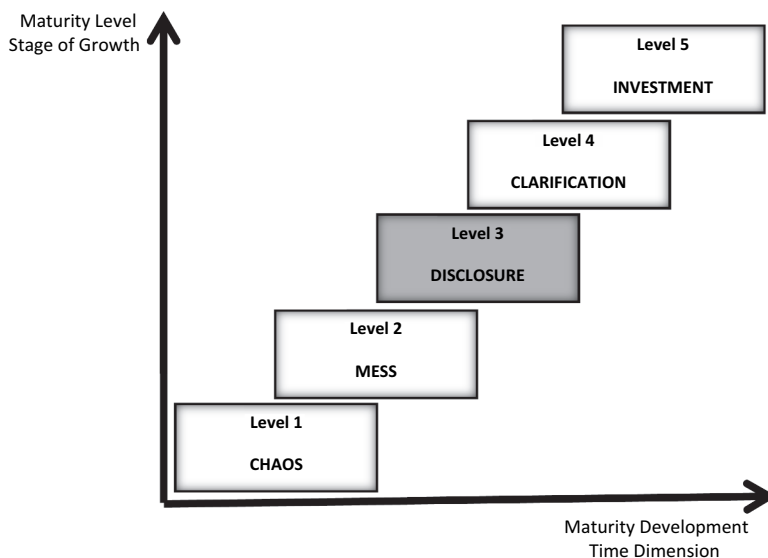 Maturity Level
Stage of Growth
Level 5
INVESTMENT
Level 4
CLARIFICATION
Level 3
DISCLOSURE
Level 2
MESS
Level 1
CHAOS
Maturity Development
Time Dimension